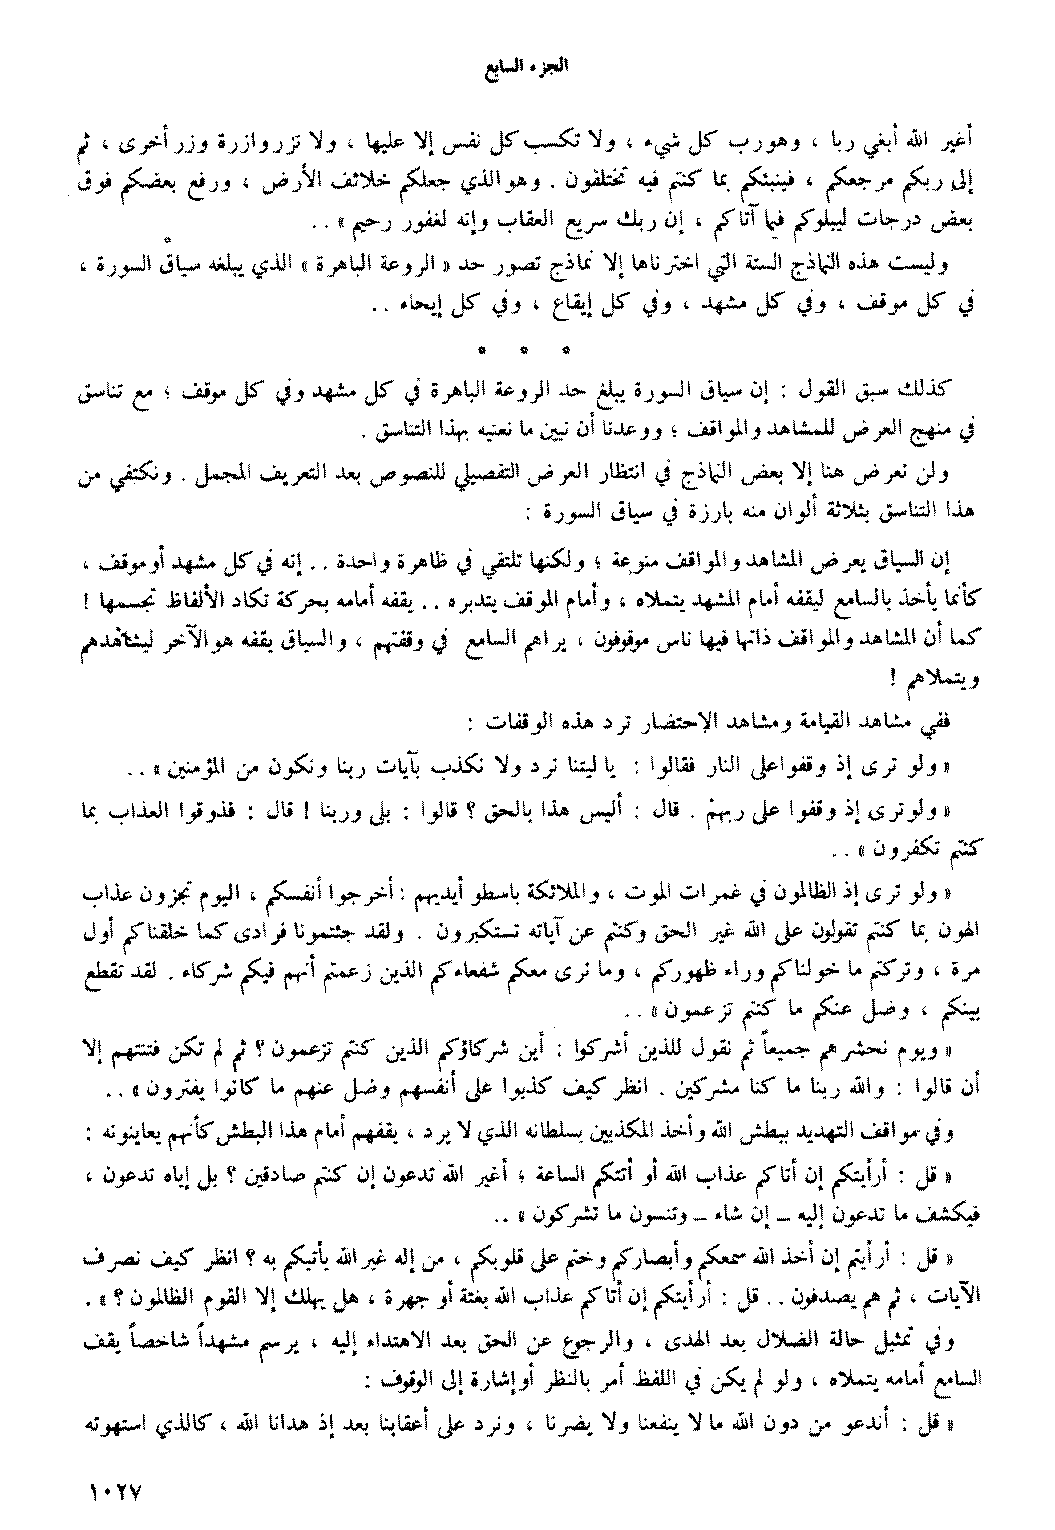 الجزء السابع
أغير الله أبغي ربا ، وهو رب كل شيء ، ولا تكسب كل نفس إلا عليها ، ولا تزر وازرة وزر أخرى ، ثم
إلى ربكم مرجعكم ، فينبئكم بما كنتم فيه تختلفون . وهو الذي جعلكم خلائف الأرض ، ورفع بعضكم فوق
بعض درجات ليبلوكم فيما آتاكم ، إن ربك سريع العقاب وإنه لغفور رحيم » ..
وليست هذه النماذج الستة التي اخترناها إلا نماذج تصور حد « الروعة الباهرة » الذي يبلغه سياق السورة ،
في كل موقف ، وفي كل مشهد ، وفي كل إيقاع ، وفي كل إيحاء ..
* * *
كذلك سبق القول : إن سياق السورة يبلغ حد الروعة الباهرة في كل مشهد وفي كل موقف ؛ مع تناسق
في منهج العرض للمشاهد والمواقف ؛ ووعدنا أن نبين ما نعنيه بهذا التناسق .
ولن نعرض هنا إلا بعض النماذج في انتظار العرض التفصيلي للنصوص بعد التعريف المجمل . ونكتفي من
هذا التناسق بثلاثة ألوان منه بارزة في سياق السورة :
إن السياق يعرض المشاهد والمواقف منوعة ؛ ولكنها تلتقي في ظاهرة واحدة .. إنه في كل مشهد أو موقف ،
كأنما يأخذ بالسامع ليقفه أمام المشهد يتملاه ، وأمام الموقف يتدبره .. يقفه أمامه بحركة تكاد الألفاظ تجسمها !
كما أن المشاهد والمواقف ذاتها فيها ناس موقوفون ، يراهم السامع في وقفتهم ، والسياق يقفه هو الآخر ليشاهدهم
ويتملاهم !
ففي مشاهد القيامة ومشاهد الإحتضار ترد هذه الوقفات :
« ولو ترى إذ وقفوا على النار فقالوا : يا ليتنا نرد ولا نكذب بآيات ربنا ونكون من المؤمنين » ..
« ولو ترى إذ وقفوا على ربهم . قال : أليس هذا بالحق ؟ قالوا : بلى وربنا ! قال : فذوقوا العذاب بما
كنتم تكفرون » ..
« ولو ترى إذ الظالمون في غمرات الموت ، والملائكة باسطو أيديهم : أخرجوا أنفسكم ، اليوم تجزون عذاب
الهون بما كنتم تقولون على الله غير الحق وكنتم عن آياته تستكبرون . ولقد جئتمونا فرادى كما خلقناكم أول
مرة ، وتركتم ما خولناكم وراء ظهوركم ، وما نرى معكم شفعاءكم الذين زعمتم أنهم فيكم شركاء . لقد تقطع
بينكم ، وضل عنكم ما كنتم تزعمون » ..
« ويوم نحشرهم جميعاً ثم نقول للذين أشركوا : أين شركاؤكم الذين كنتم تزعمون ؟ ثم لم تكن فتنتهم إلا
أن قالوا : والله ربنا ما كنا مشركين . انظر كيف كذبوا على أنفسهم وضل عنهم ما كانوا يفترون » ..
وفي مواقف التهديد ببطش الله وأخذ المكذبين بسلطانه الذي لا يرد ، يقفهم أمام هذا البطش كأنهم يعاينونه :
« قل : أرأيتكم إن أتاكم عذاب الله أو أتتكم الساعة ؛ أغير الله تدعون إن كنتم صادقين ؟ بل إياه تدعون ،
فيكشف ما تدعون إليه – إن شاء – وتنسون ما تشركون » ..
« قل : أرأيتم إن أخذ الله سمعكم وأبصاركم وختم على قلوبكم ، من إله غير الله يأتيكم به ؟ انظر كيف نصرف
الآيات ، ثم هم يصدفون .. قل : أرأيتكم إن أتاكم عذاب الله بغتة أو جهرة ، هل يهلك إلا القوم الظالمون ؟ » .
وفي تمثيل حالة الضلال بعد الهدى ، والرجوع عن الحق بعد الاهتداء إليه ، يرسم مشهداً شاخصاً يقف
السامع أمامه يتملاه ، ولو لم يكن في اللفظ أمر بالنظر أو إشارة إلى الوقوف :
« قل : أندعو من دون الله ما لا ينفعنا ولا يضرنا ، ونرد على أعقابنا بعد إذ هدانا الله ، كالذي استهوته
١٠٢٧